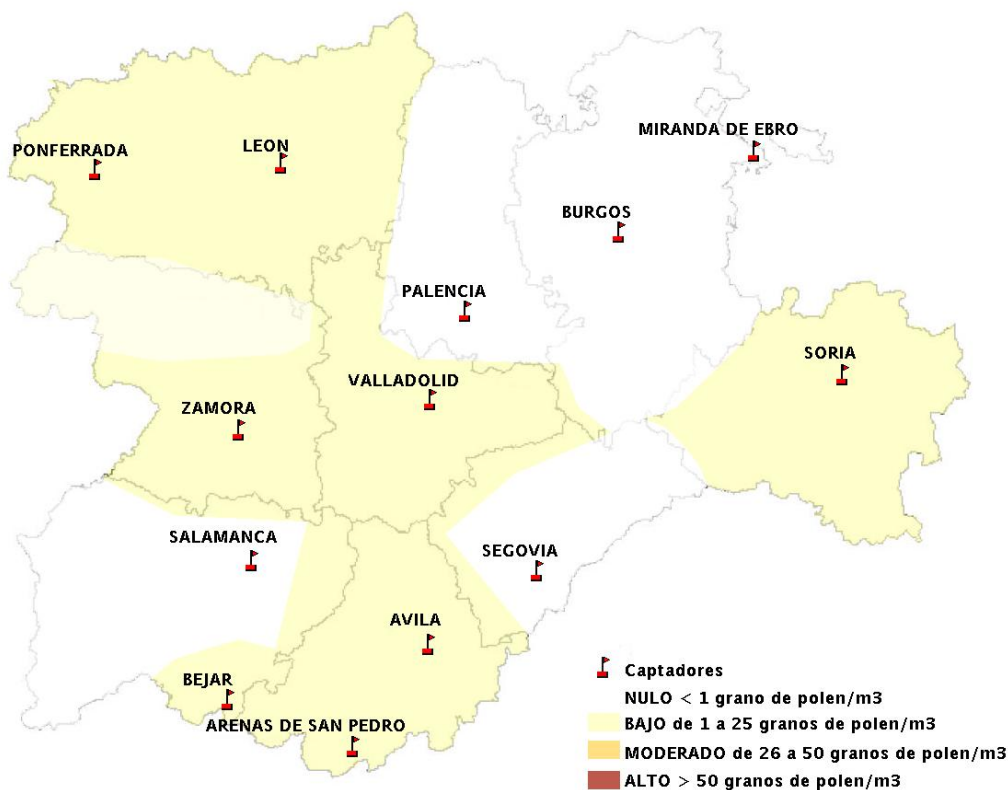 MIRANDA DE EBRO
PONFERRADA
LEON
BURGOS
PALENCIA
SORIA
VALLADOLID
ZAMORA
SALAMANCA
SEGOVIA
AVILA
BEJAR
ARENAS DE SAN PEDRO
Captadores
NULO < 1 grano de polen/m3
BAJO de 1 a 25 granos de polen/m3
MODERADO de 26 a 50 granos de polen/m3
ALTO > 50 granos de polen/m3